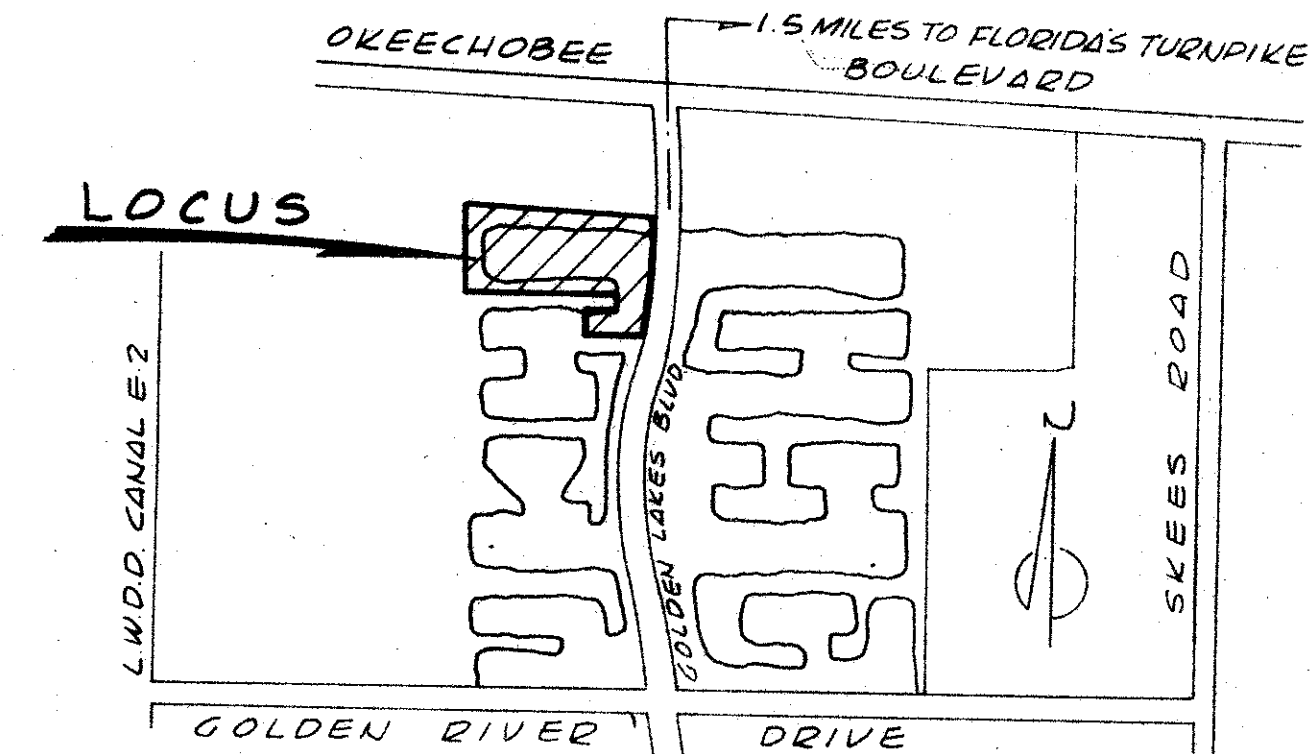 OKEECHOBEE
1.5 MILES TO FLORIDA'S TURNPIKE
BOULEVARD
LOCUS
L.W.D.D. CANAL E-2
GOLDEN LAKES BLVD.
SKEES ROAD
GOLDEN RIVER DRIVE